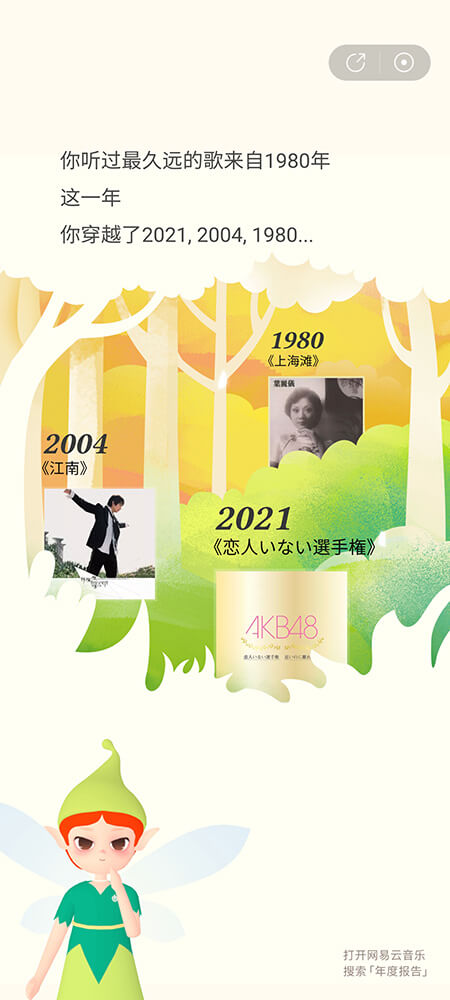 你听过最久远的歌来自1980年
这一年
你穿越了2021, 2004, 1980...
1980
《上海滩》
葉麗儀
2004
《江南》
2021
《恋人いない選手権》
AKB48
恋人いない選手権
打开网易云音乐
搜索「年度报告」